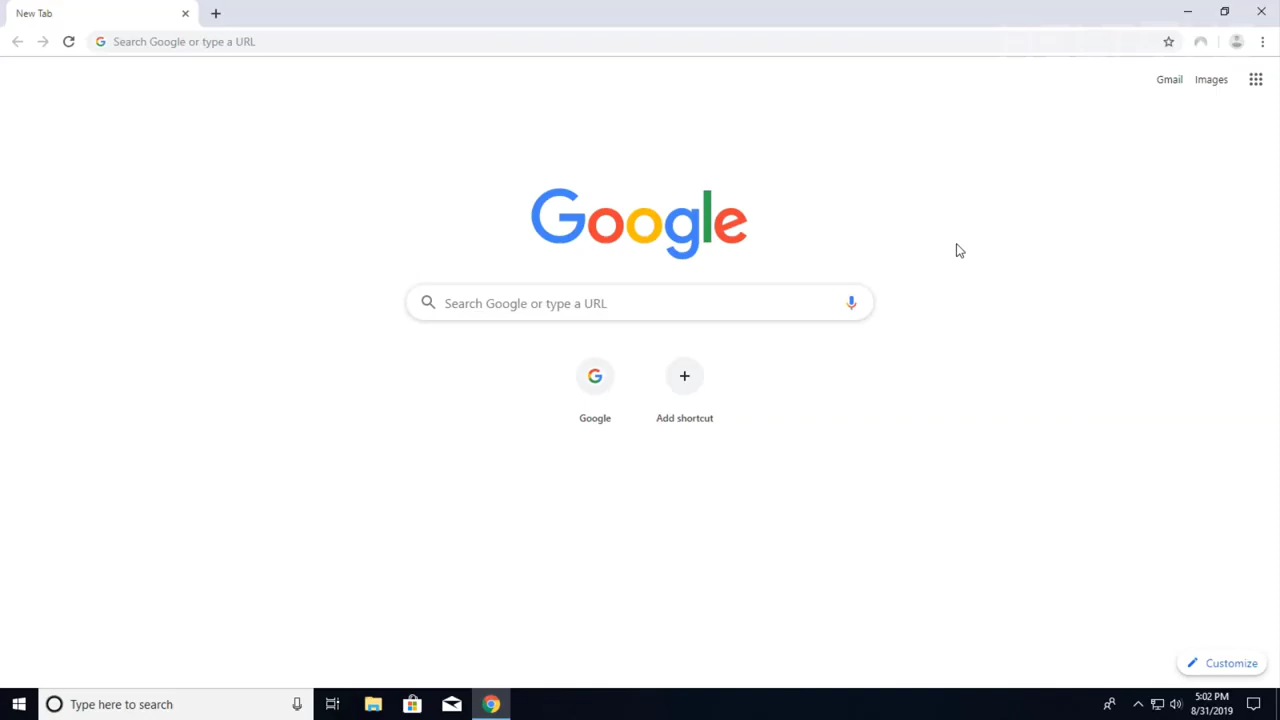 New Tab
Search Google or type a URL
Gmail Images
Google
Search Google or type a URL
Google Add shortcut
Customize
Type here to search
5:02 PM
8/31/2019